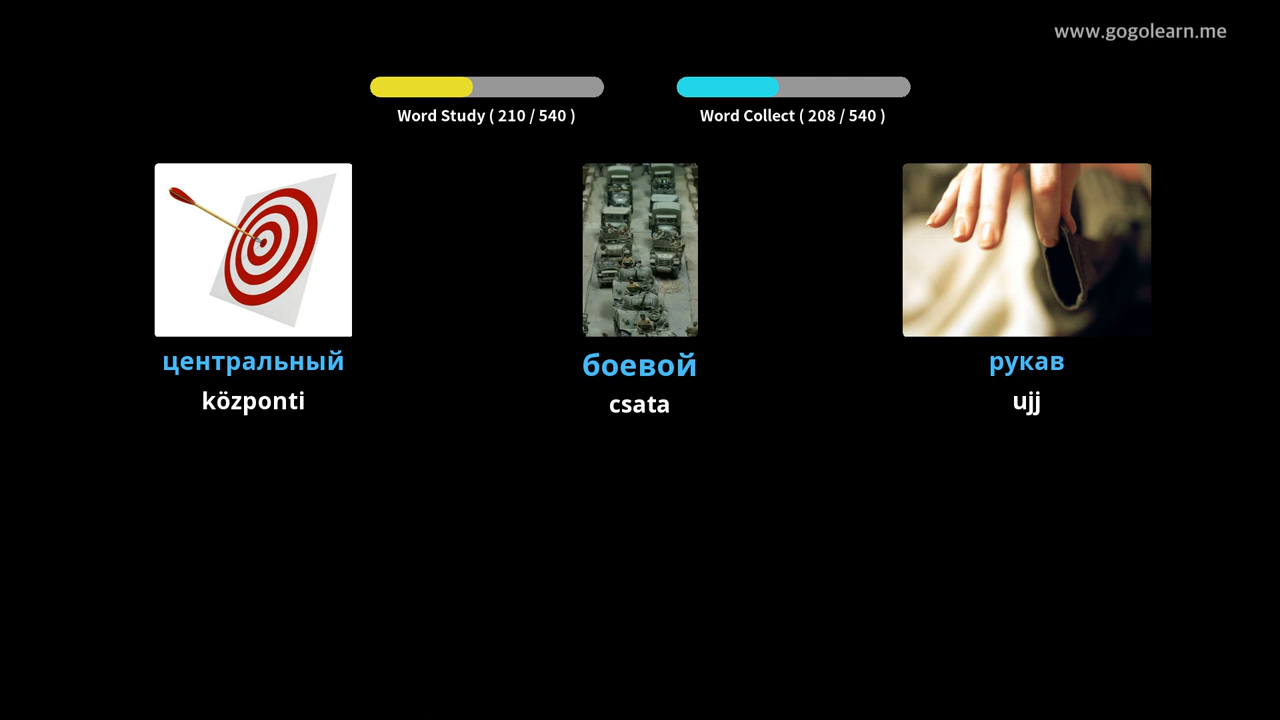 www.gogolearn.me
Word Study ( 210 / 540 )
Word Collect ( 208 / 540 )
центральный
központi
боевой
csata
рукав
ujj